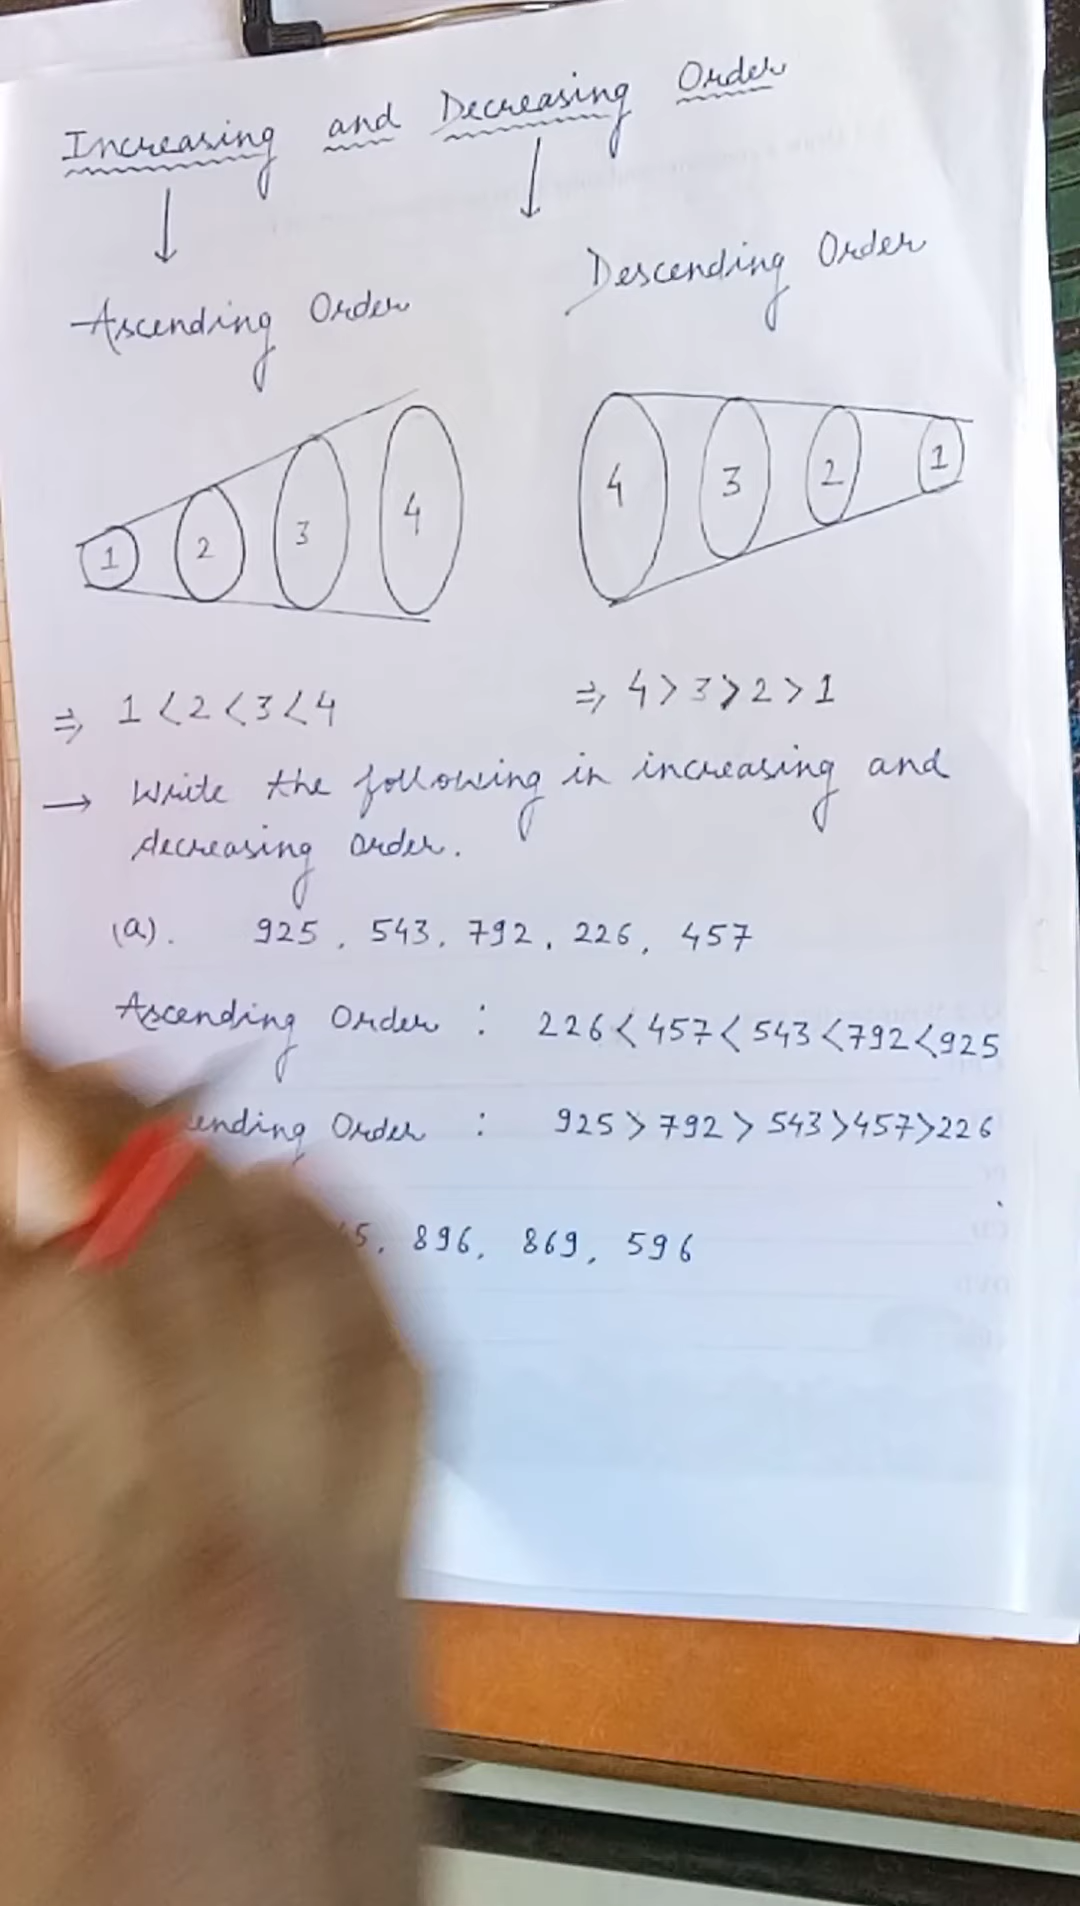 Increasing and Decreasing Order
↓ ↓
Ascending Order Descending Order
1 2 3 4 4 3 2 1
⇒ 1 < 2 < 3 < 4 ⇒ 4 > 3 > 2 > 1
→ Write the following in increasing and
decreasing order.
(a). 925, 543, 792, 226, 457
Ascending Order : 226 < 457 < 543 < 792 < 925
Order : 925 > 792 > 543 > 457 > 226
896, 869, 596